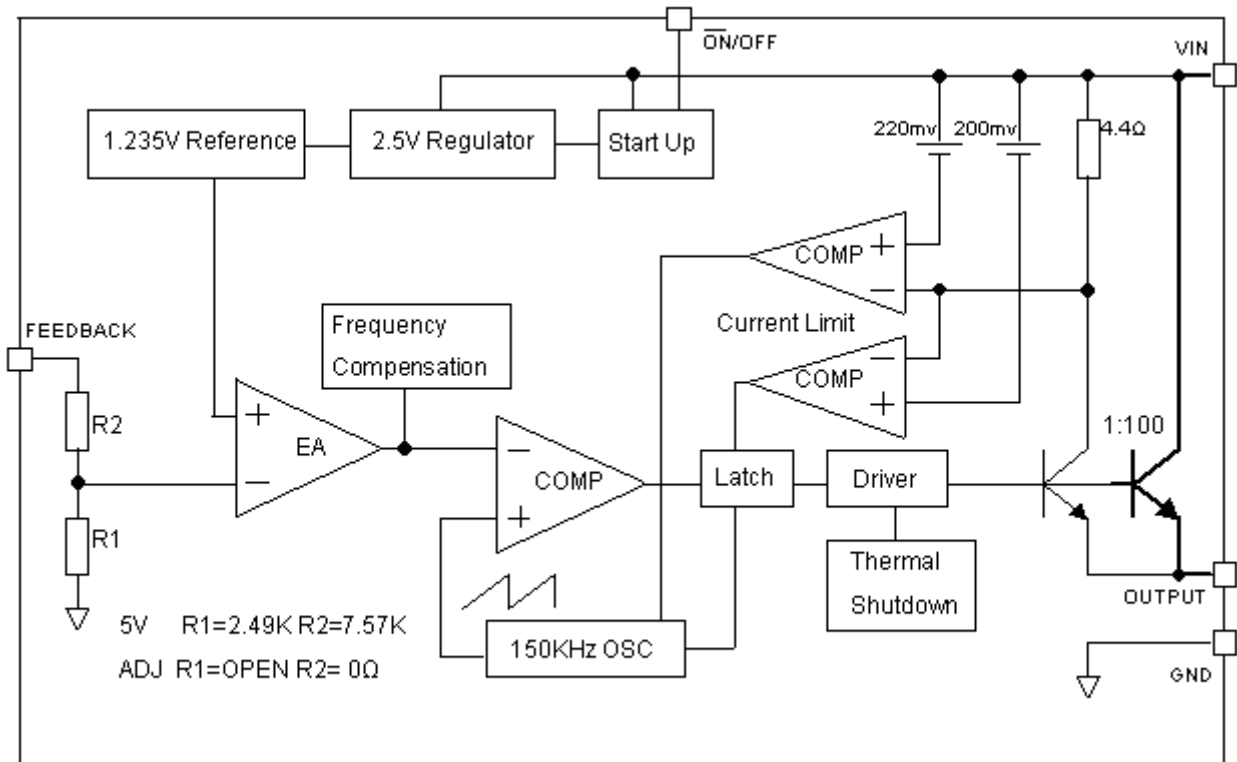 ON/OFF
VIN
1.235V Reference
2.5V Regulator
Start Up
220mv
200mv
4.4Ω
+
COMP
−
Current Limit
−
COMP
+
FEEDBACK
Frequency
Compensation
R2
+
EA
−
R1
−
COMP
+
Latch
Driver
1:100
Thermal
Shutdown
OUTPUT
5V R1=2.49K R2=7.57K
ADJ R1=OPEN R2= 0Ω
150KHz OSC
GND